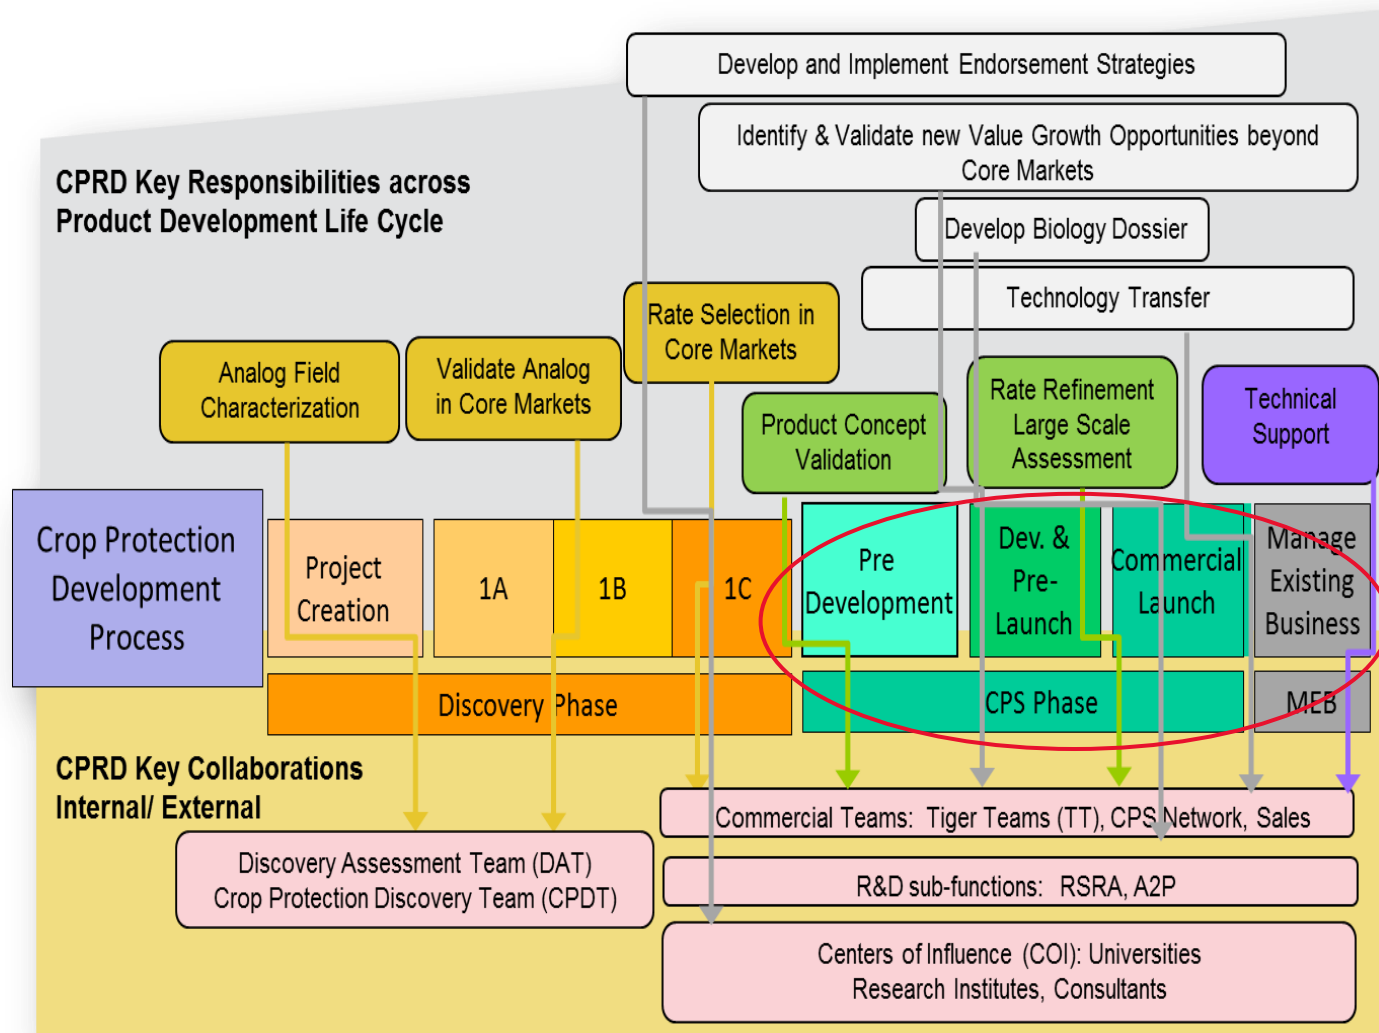 Develop and Implement Endorsement Strategies
Identify & Validate new Value Growth Opportunities beyond
Core Markets
CPRD Key Responsibilities across
Product Development Life Cycle
Develop Biology Dossier
Technology Transfer
Rate Selection in
Core Markets
Analog Field
Characterization
Validate Analog
in Core Markets
Product Concept
Validation
Rate Refinement
Large Scale
Assessment
Technical
Support
Crop Protection
Development
Process
Project
Creation
1A
1B
1C
Pre
Development
Dev. &
Pre-
Launch
Commercial
Launch
Manage
Existing
Business
Discovery Phase
CPS Phase
MEB
CPRD Key Collaborations
Internal/ External
Commercial Teams: Tiger Teams (TT), CPS Network, Sales
Discovery Assessment Team (DAT)
Crop Protection Discovery Team (CPDT)
R&D sub-functions: RSRA, A2P
Centers of Influence (COI): Universities
Research Institutes, Consultants